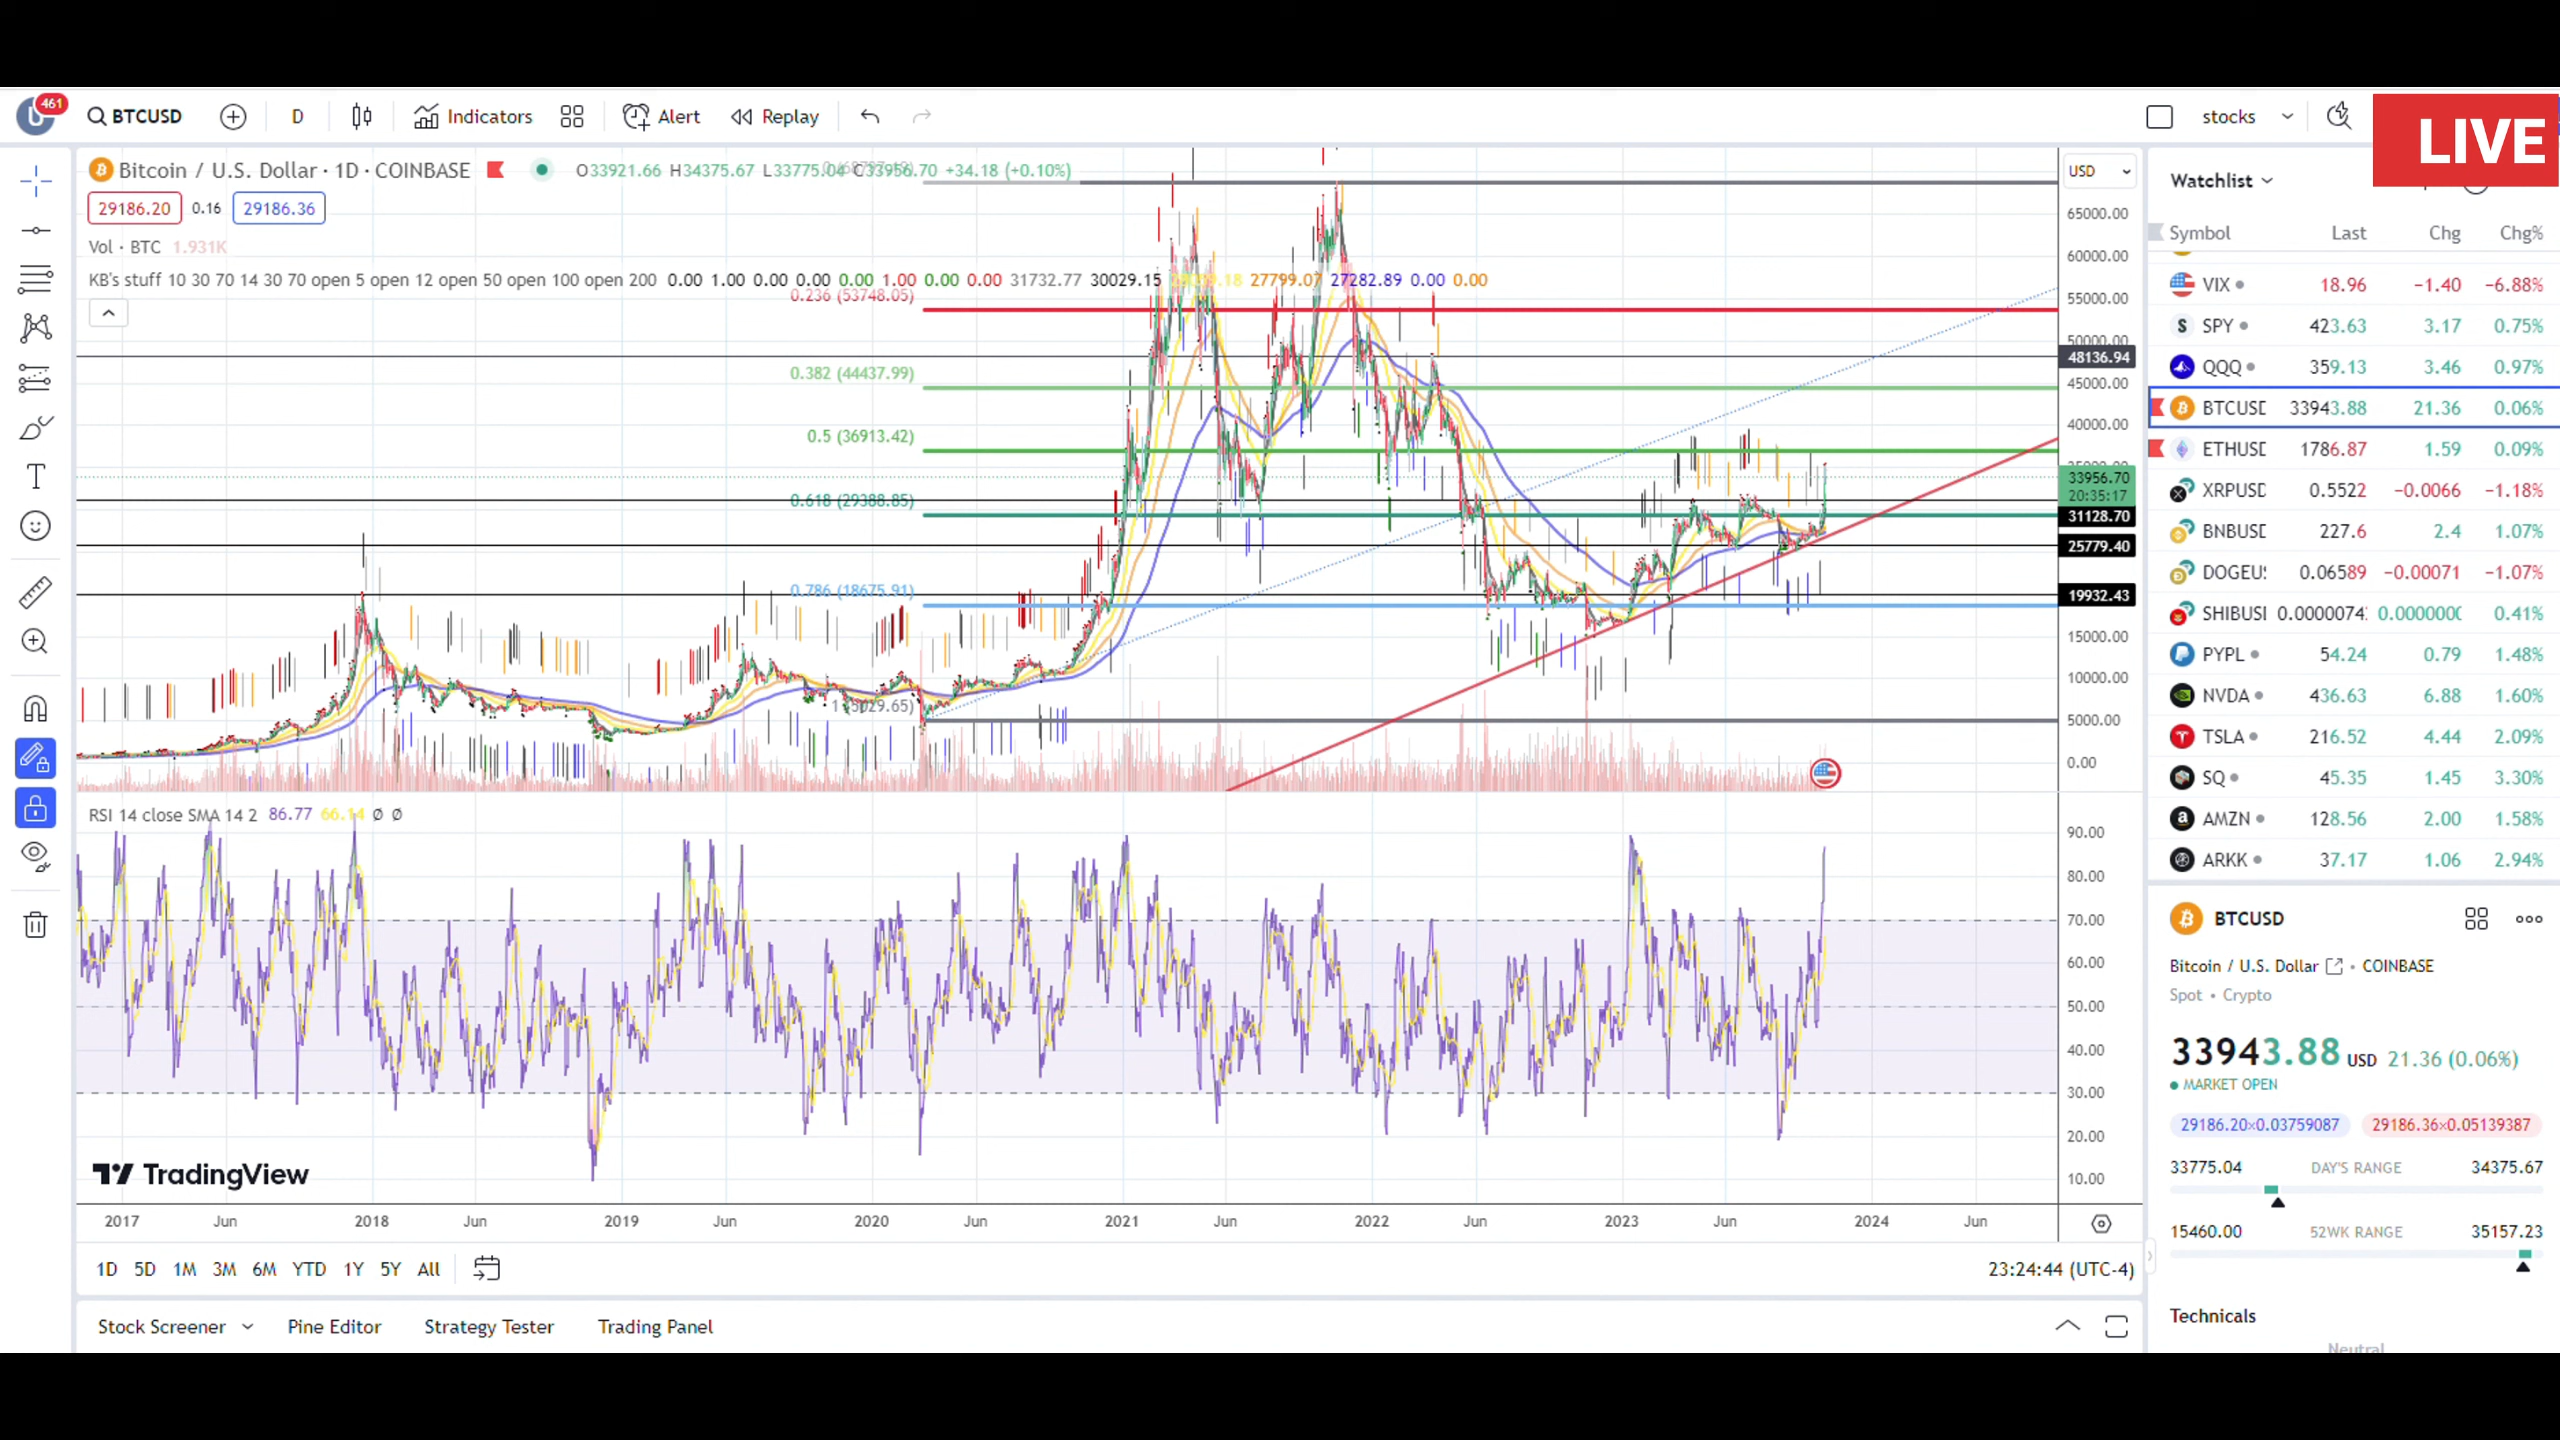 461 BTCUSD D Indicators Alert Replay stocks LIVE
Bitcoin / U.S. Dollar · 1D · COINBASE O33921.66 H34375.67 L33775.04 C33956.70 +34.18 (+0.10%)
29186.20 0.16 29186.36
Vol · BTC 1.931K
KB's stuff 10 30 70 14 30 70 open 5 open 12 open 50 open 100 open 200 0.00 1.00 0.00 0.00 0.00 1.00 0.00 0.00 31732.77 30029.15 27799.07 27282.89 0.00 0.00
0.236 (53748.05)
0.382 (44437.99)
0.5 (36913.42)
0.618 (29388.85)
0.786 (18675.91)
USD
65000.00
60000.00
55000.00
50000.00
48136.94
45000.00
40000.00
33956.70
20:35:17
31128.70
25779.40
19932.43
15000.00
10000.00
5000.00
0.00
RSI 14 close SMA 14 2 86.77 66.14 Ø Ø
90.00
80.00
70.00
60.00
50.00
40.00
30.00
20.00
10.00
TradingView
2017 Jun 2018 Jun 2019 Jun 2020 Jun 2021 Jun 2022 Jun 2023 Jun 2024 Jun
1D 5D 1M 3M 6M YTD 1Y 5Y All 23:24:44 (UTC-4)
Stock Screener Pine Editor Strategy Tester Trading Panel
Watchlist
Symbol Last Chg Chg%
VIX 18.96 −1.40 −6.88%
SPY 423.63 3.17 0.75%
QQQ 359.13 3.46 0.97%
BTCUSD 33943.88 21.36 0.06%
ETHUSD 1786.87 1.59 0.09%
XRPUSD 0.5522 −0.0066 −1.18%
BNBUSD 227.6 2.4 1.07%
DOGEU 0.06589 −0.00071 −1.07%
SHIBUS 0.0000074 0.000000 0.41%
PYPL 54.24 0.79 1.48%
NVDA 436.63 6.88 1.60%
TSLA 216.52 4.44 2.09%
SQ 45.35 1.45 3.30%
AMZN 128.56 2.00 1.58%
ARKK 37.17 1.06 2.94%
BTCUSD
Bitcoin / U.S. Dollar • COINBASE
Spot • Crypto
33943.88 USD 21.36 (0.06%)
MARKET OPEN
29186.20×0.03759087 29186.36×0.05139387
33775.04 DAY'S RANGE 34375.67
15460.00 52WK RANGE 35157.23
Technicals
Neutral